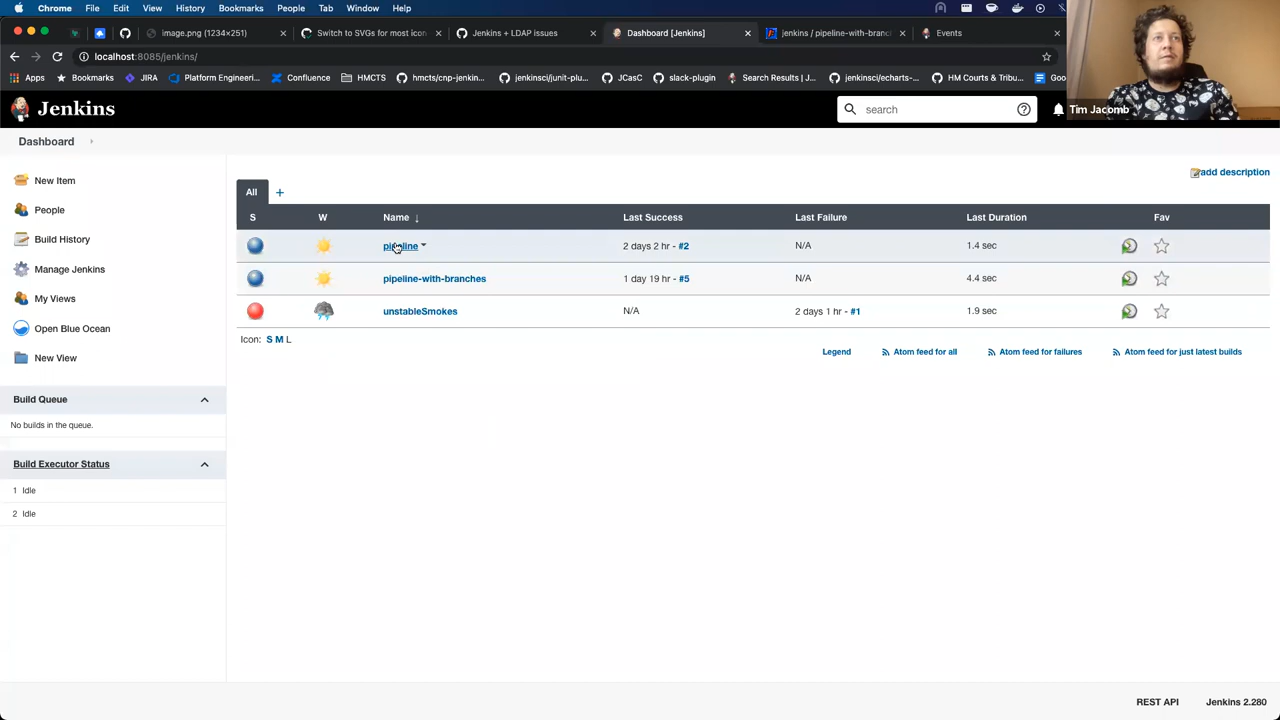 Chrome File Edit View History Bookmarks People Tab Window Help
image.png (1234×251) Switch to SVGs for most icon Jenkins + LDAP issues Dashboard [Jenkins] jenkins / pipeline-with-branc Events
localhost:8085/jenkins/
Apps Bookmarks JIRA Platform Engineeri... Confluence HMCTS hmcts/cnp-jenkin... jenkinsci/junit-plu... JCasC slack-plugin Search Results | J... jenkinsci/echarts-... HM Courts & Tribu... Goo
Jenkins
search
Tim Jacomb
Dashboard
add description
New Item
People
Build History
Manage Jenkins
My Views
Open Blue Ocean
New View
Build Queue
No builds in the queue.
Build Executor Status
1 Idle
2 Idle
All +
S W Name ↓ Last Success Last Failure Last Duration Fav
pipeline 2 days 2 hr - #2 N/A 1.4 sec
pipeline-with-branches 1 day 19 hr - #5 N/A 4.4 sec
unstableSmokes N/A 2 days 1 hr - #1 1.9 sec
Icon: S M L
Legend Atom feed for all Atom feed for failures Atom feed for just latest builds
REST API Jenkins 2.280